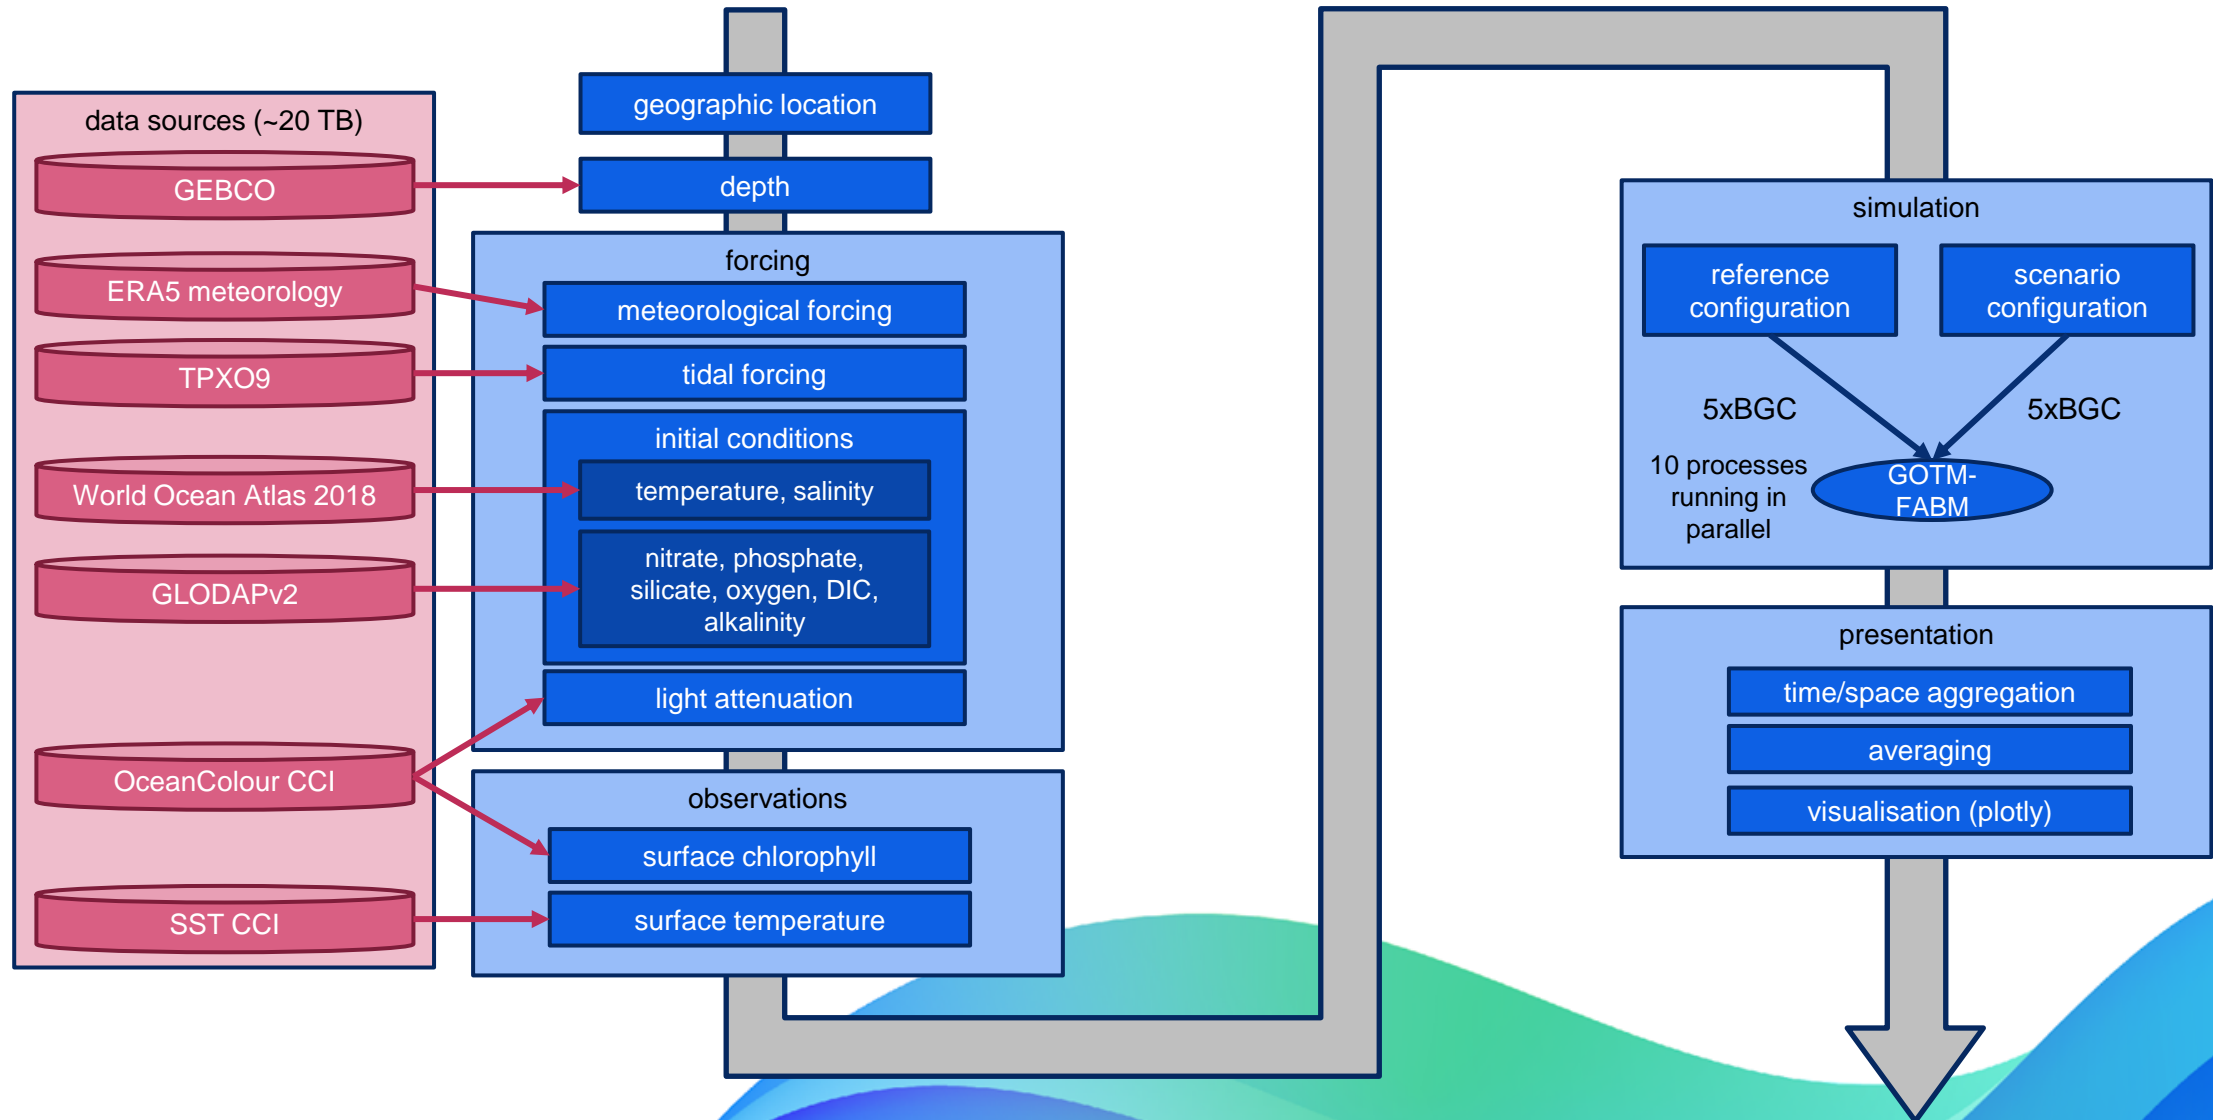 data sources (~20 TB)
GEBCO
ERA5 meteorology
TPXO9
World Ocean Atlas 2018
GLODAPv2
OceanColour CCI
SST CCI
geographic location
depth
forcing
meteorological forcing
tidal forcing
initial conditions
temperature, salinity
nitrate, phosphate,
silicate, oxygen, DIC,
alkalinity
light attenuation
observations
surface chlorophyll
surface temperature
simulation
reference
configuration
scenario
configuration
5xBGC
5xBGC
10 processes
running in
parallel
GOTM-
FABM
presentation
time/space aggregation
averaging
visualisation (plotly)